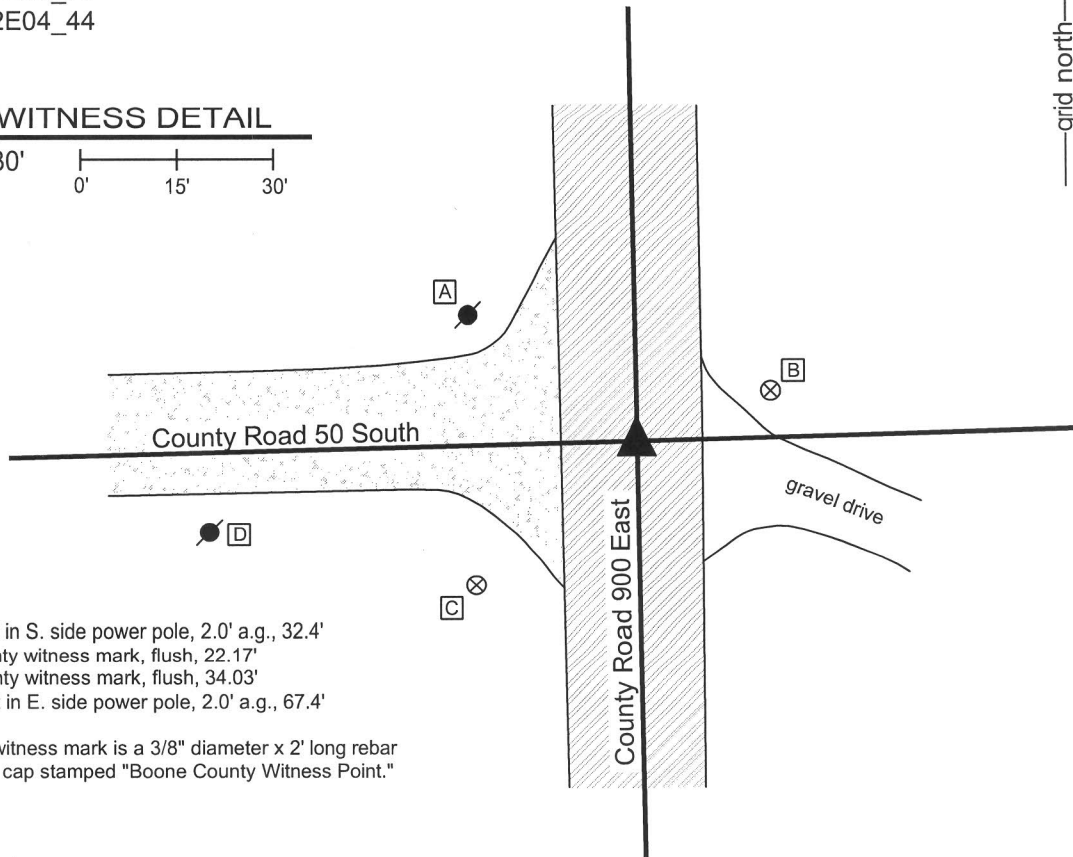 2E04_44
WITNESS DETAIL
30'
0' 15' 30'
grid north
A
B
County Road 50 South
gravel drive
D
County Road 900 East
C
in S. side power pole, 2.0' a.g., 32.4'
nty witness mark, flush, 22.17'
nty witness mark, flush, 34.03'
in E. side power pole, 2.0' a.g., 67.4'
witness mark is a 3/8" diameter x 2' long rebar
cap stamped "Boone County Witness Point."